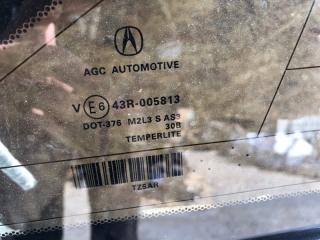 AGC AUTOMOTIVE
V E6 43R-005813
DOT-376 M2L3 S AS3
30B
TEMPERLITE
TZ5AR